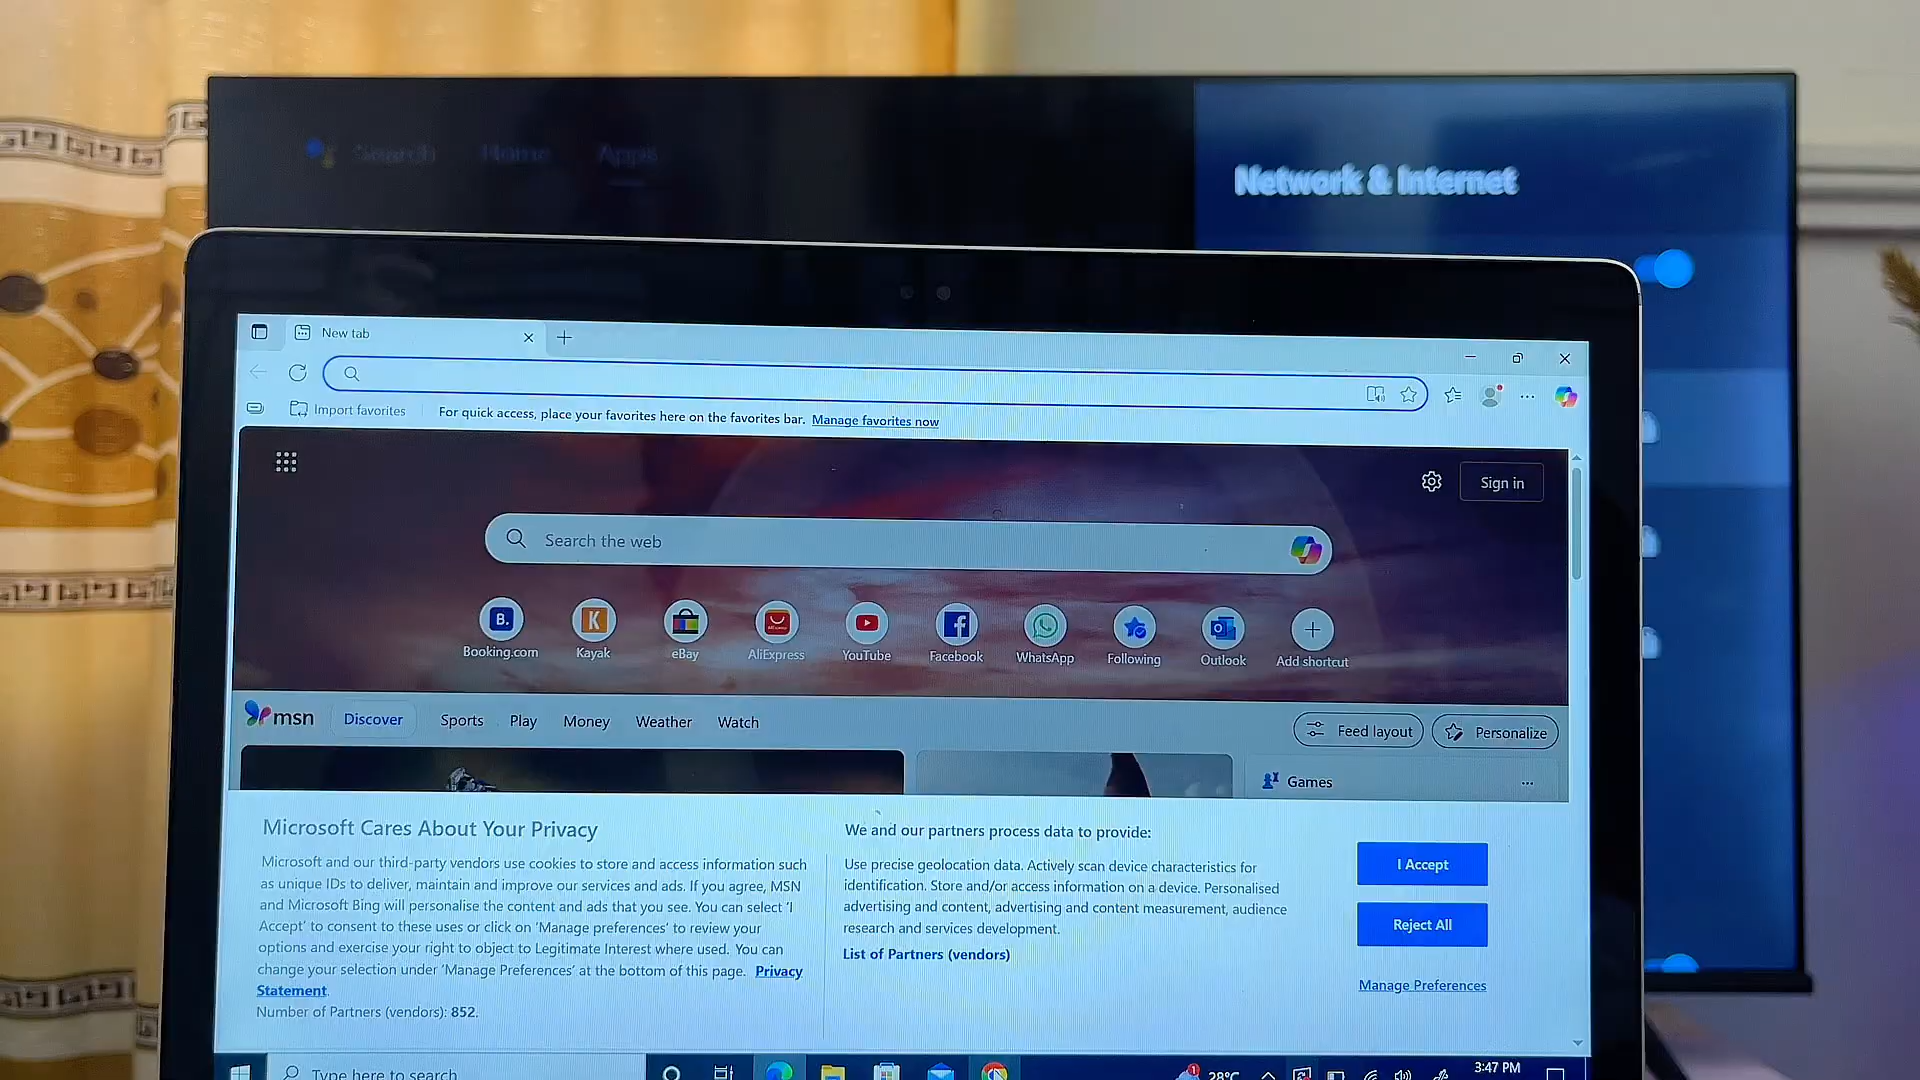 Search Home Apps
Network & Internet
New tab
Import favorites
For quick access, place your favorites here on the favorites bar. Manage favorites now
Sign in
Search the web
B.
K
Booking.com Kayak eBay AliExpress YouTube Facebook WhatsApp Following Outlook Add shortcut
msn Discover Sports Play Money Weather Watch Feed layout Personalize
Games
Microsoft Cares About Your Privacy
Microsoft and our third-party vendors use cookies to store and access information such
as unique IDs to deliver, maintain and improve our services and ads. If you agree, MSN
and Microsoft Bing will personalise the content and ads that you see. You can select 'I
Accept' to consent to these uses or click on 'Manage preferences' to review your
options and exercise your right to object to Legitimate Interest where used. You can
change your selection under 'Manage Preferences' at the bottom of this page. Privacy
Statement.
Number of Partners (vendors): 852.
We and our partners process data to provide:
Use precise geolocation data. Actively scan device characteristics for
identification. Store and/or access information on a device. Personalised
advertising and content, advertising and content measurement, audience
research and services development.
List of Partners (vendors)
I Accept
Reject All
Manage Preferences
Type here to search
1
28°C
3:47 PM